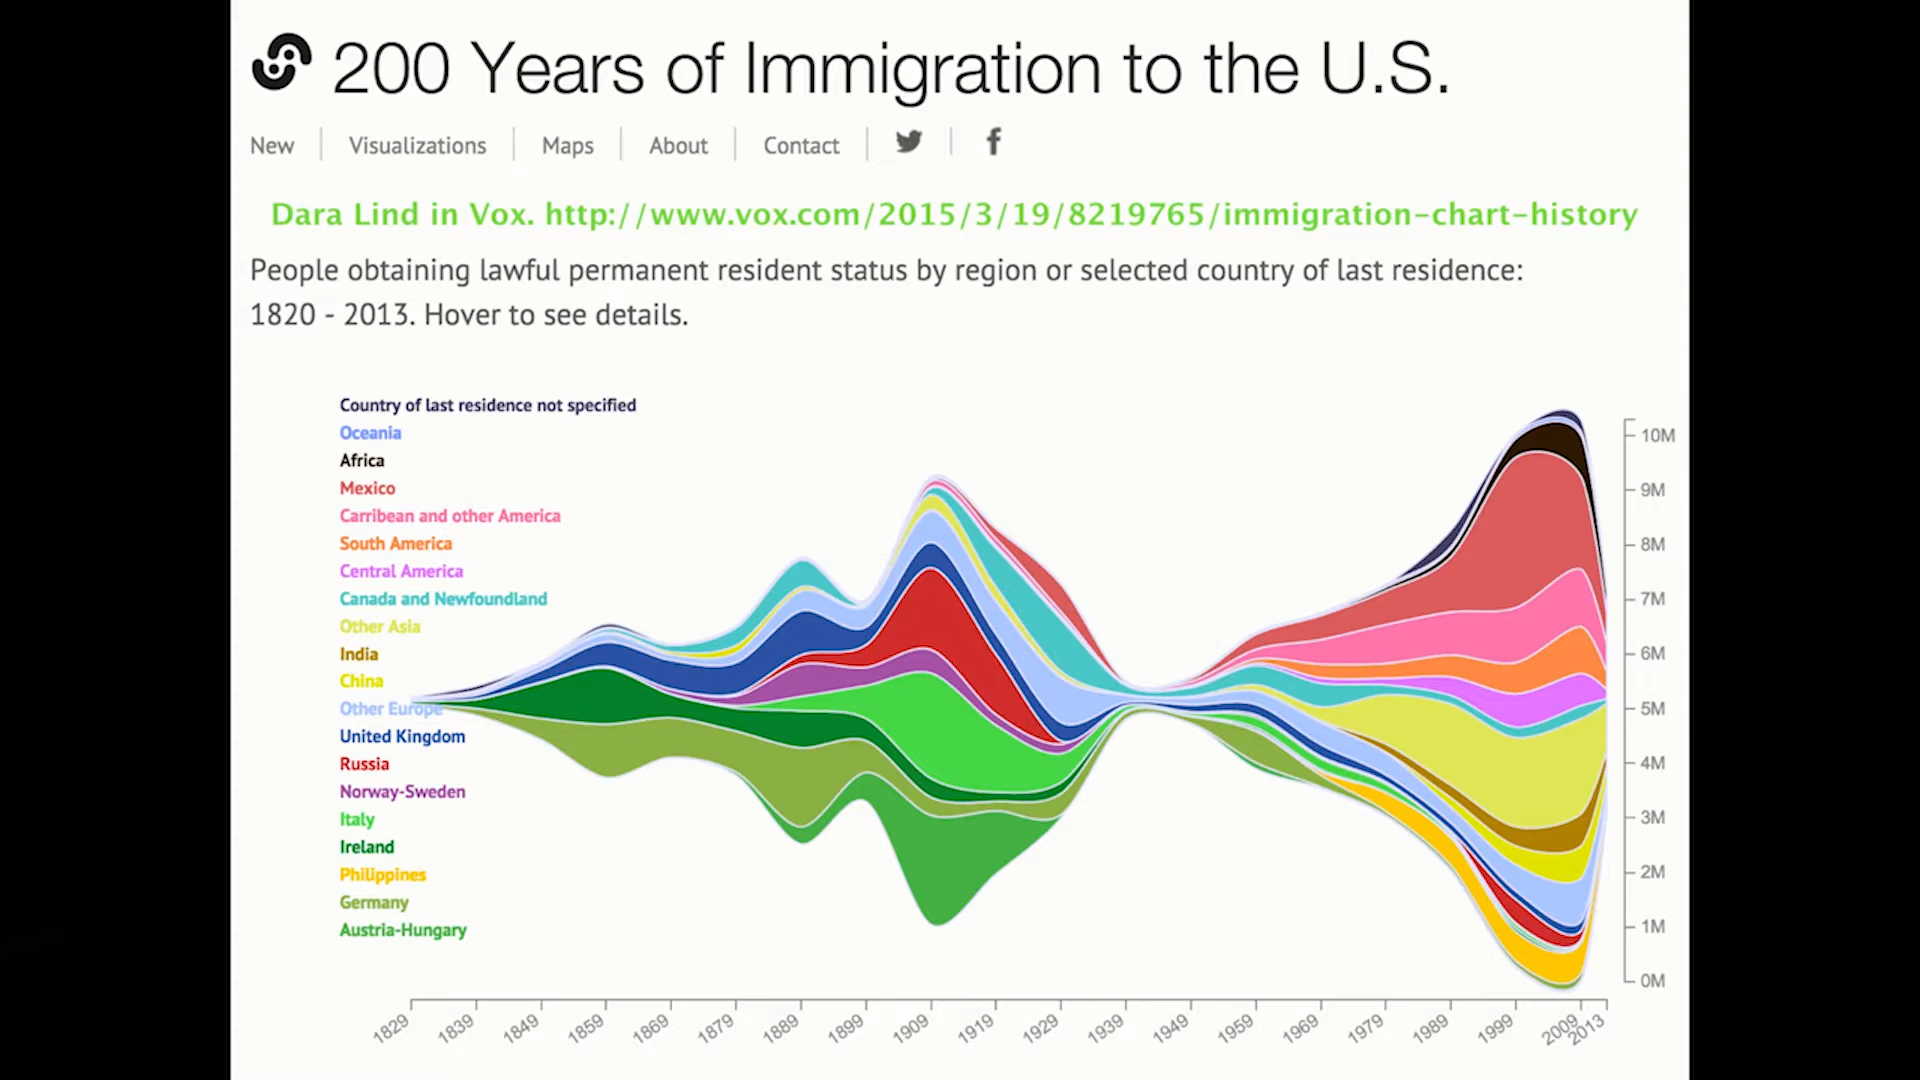 200 Years of Immigration to the U.S.
New
Visualizations
Maps
About
Contact
Dara Lind in Vox. http://www.vox.com/2015/3/19/8219765/immigration-chart-history
People obtaining lawful permanent resident status by region or selected country of last residence:
1820 - 2013. Hover to see details.
Country of last residence not specified
Oceania
Africa
Mexico
Carribean and other America
South America
Central America
Canada and Newfoundland
Other Asia
India
China
Other Europe
United Kingdom
Russia
Norway-Sweden
Italy
Ireland
Philippines
Germany
Austria-Hungary
10M
9M
8M
7M
6M
5M
4M
3M
2M
1M
0M
1829
1839
1849
1859
1869
1879
1889
1899
1909
1919
1929
1939
1949
1959
1969
1979
1989
1999
2009
2013